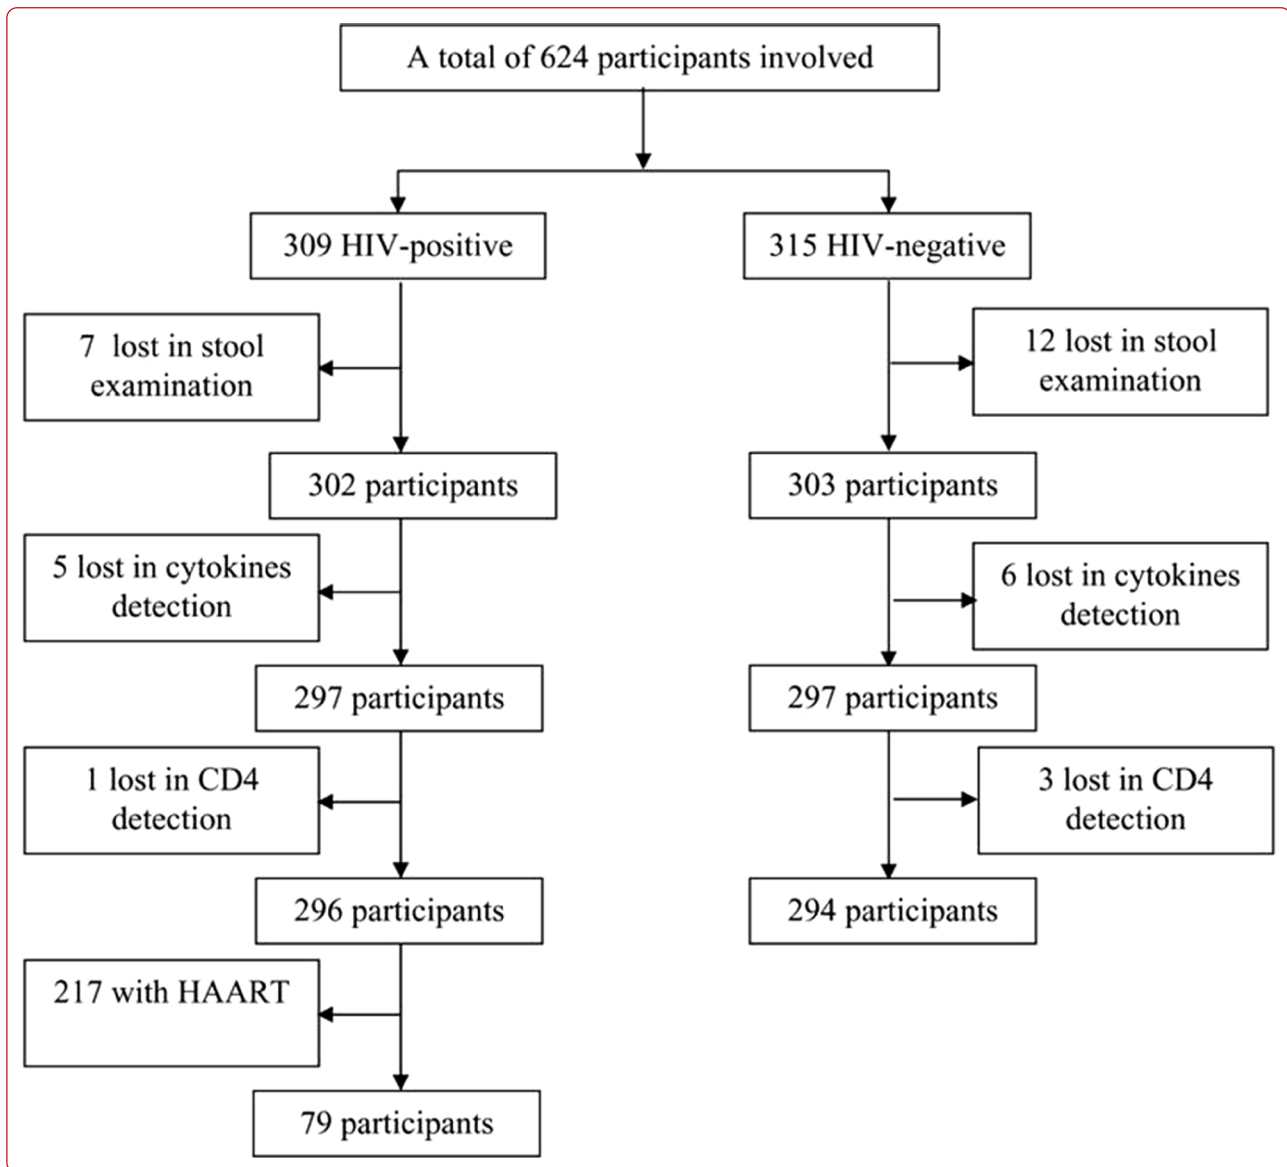 A total of 624 participants involved
309 HIV-positive
315 HIV-negative
7 lost in stool
examination
12 lost in stool
examination
302 participants
303 participants
5 lost in cytokines
detection
6 lost in cytokines
detection
297 participants
297 participants
1 lost in CD4
detection
3 lost in CD4
detection
296 participants
294 participants
217 with HAART
79 participants